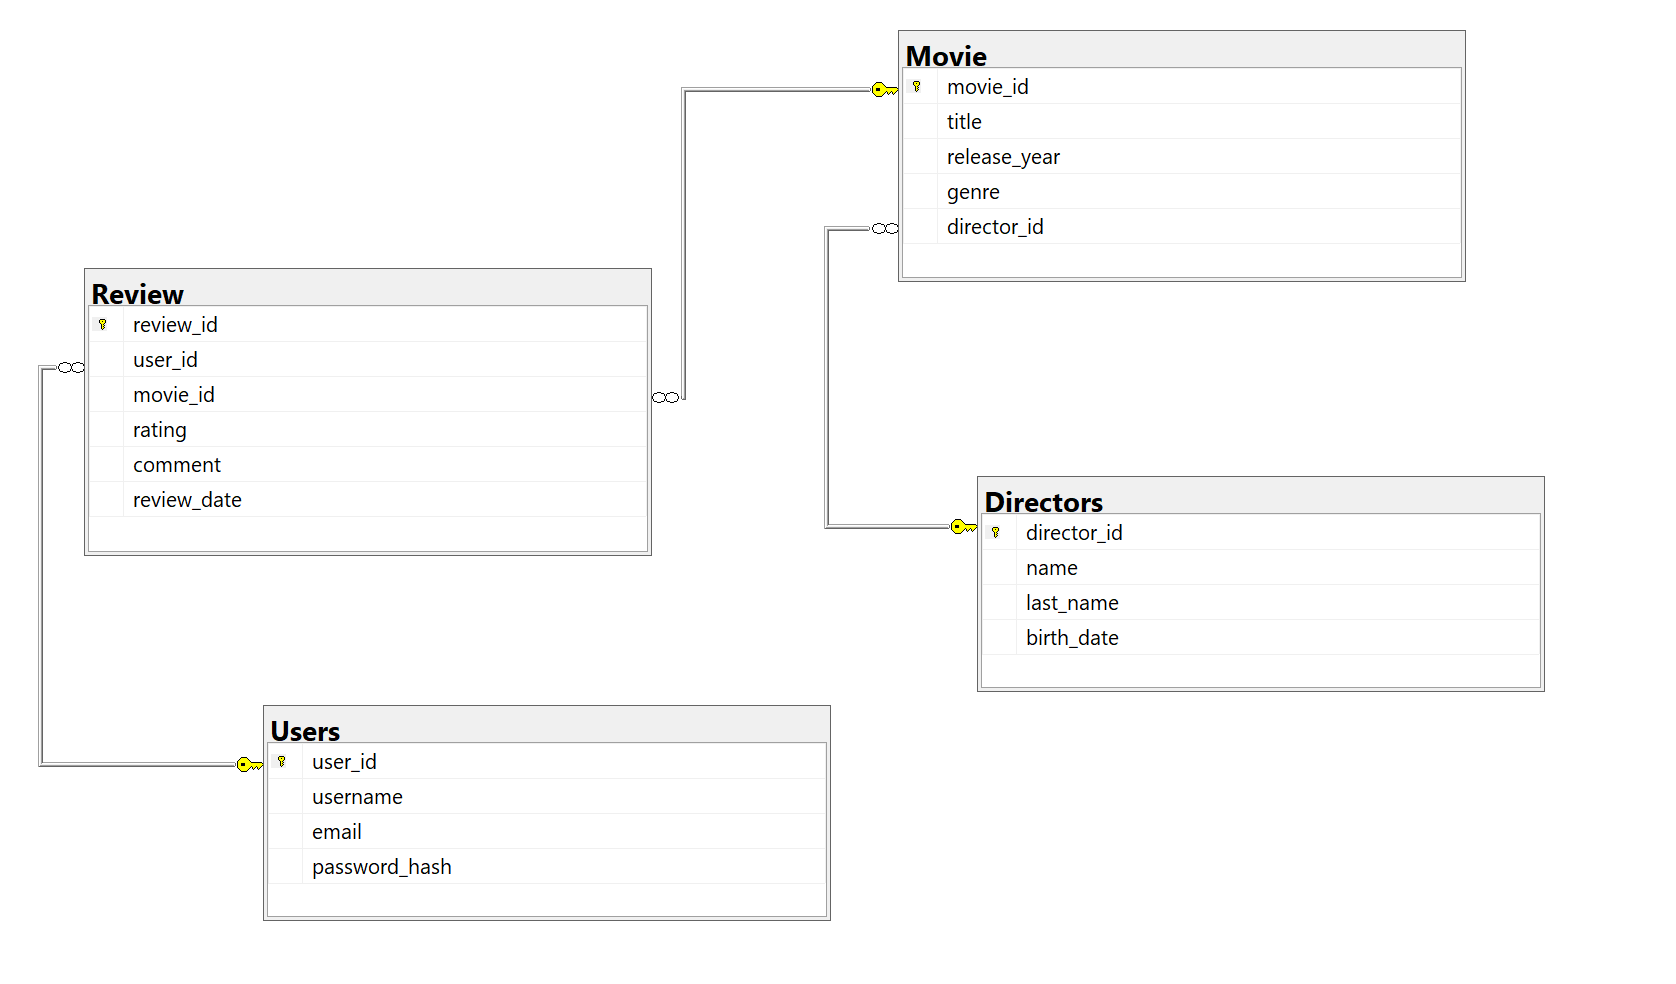 Movie
movie_id
title
release_year
genre
director_id
Review
review_id
user_id
movie_id
rating
comment
review_date
Directors
director_id
name
last_name
birth_date
Users
user_id
username
email
password_hash